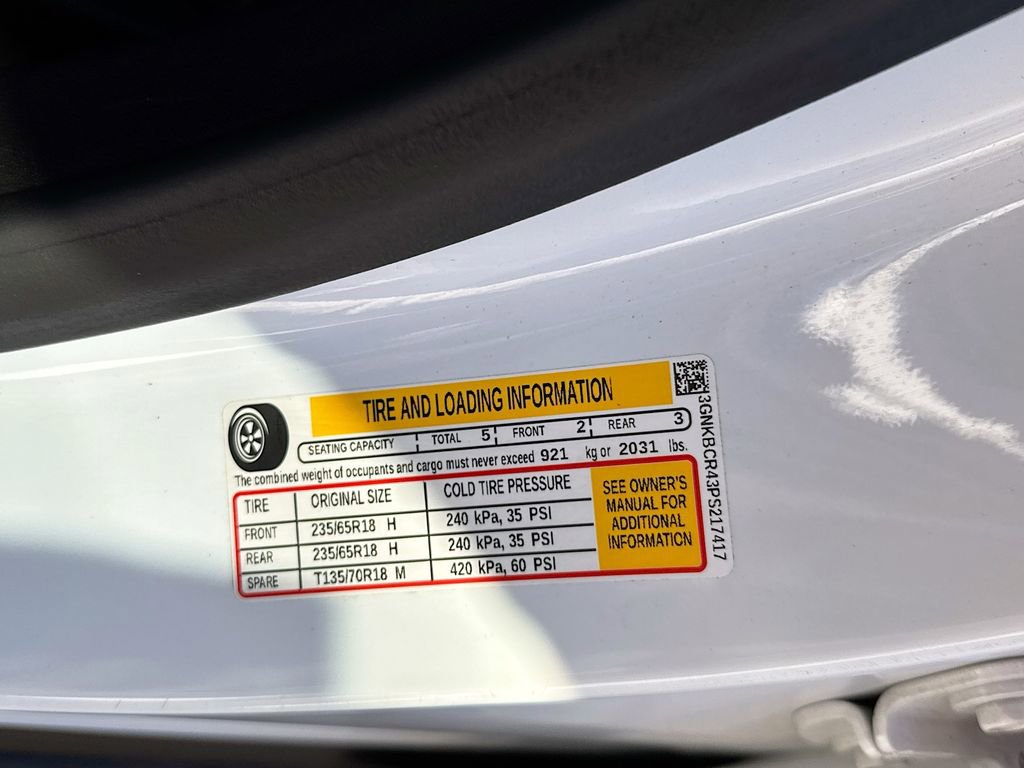 TIRE AND LOADING INFORMATION
SEATING CAPACITY TOTAL 5 FRONT 2 REAR 3
The combined weight of occupants and cargo must never exceed 921 kg or 2031 lbs.
TIRE ORIGINAL SIZE COLD TIRE PRESSURE
FRONT 235/65R18 H 240 kPa, 35 PSI
REAR 235/65R18 H 240 kPa, 35 PSI
SPARE T135/70R18 M 420 kPa, 60 PSI
SEE OWNER'S
MANUAL FOR
ADDITIONAL
INFORMATION
3GNKBCR43PS217417